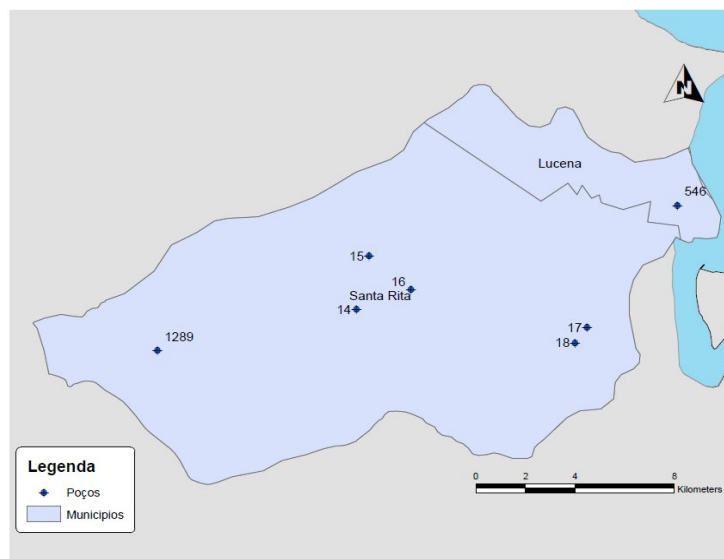 N
Lucena
546
15
16
Santa Rita
14
17
18
1289
Legenda
Poços
Municipios
0 2 4 8
Kilometers